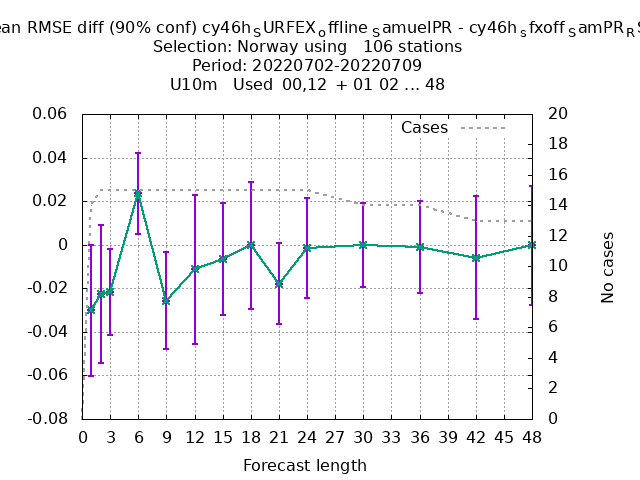 ean RMSE diff (90% conf) cy46h_SURFEX_offline_SamuelPR - cy46h_sfxoff_SamPR_RS
Selection: Norway using 106 stations
Period: 20220702-20220709
U10m Used 00,12 + 01 02 ... 48
Cases
0.06 0.04 0.02 0 -0.02 -0.04 -0.06 -0.08
20 18 16 14 12 10 8 6 4 2 0
No cases
0 3 6 9 12 15 18 21 24 27 30 33 36 39 42 45 48
Forecast length